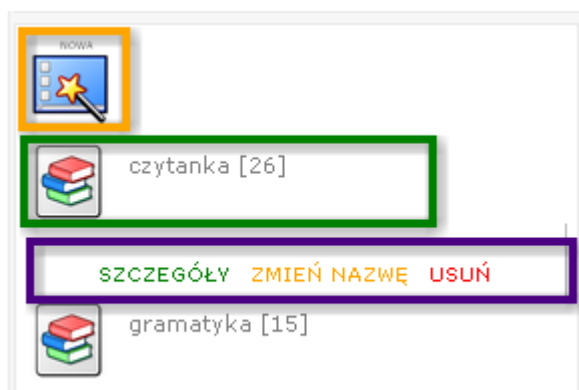 NOWA
czytanka [26]
SZCZEGÓŁY ZMIEŃ NAZWĘ USUŃ
gramatyka [15]